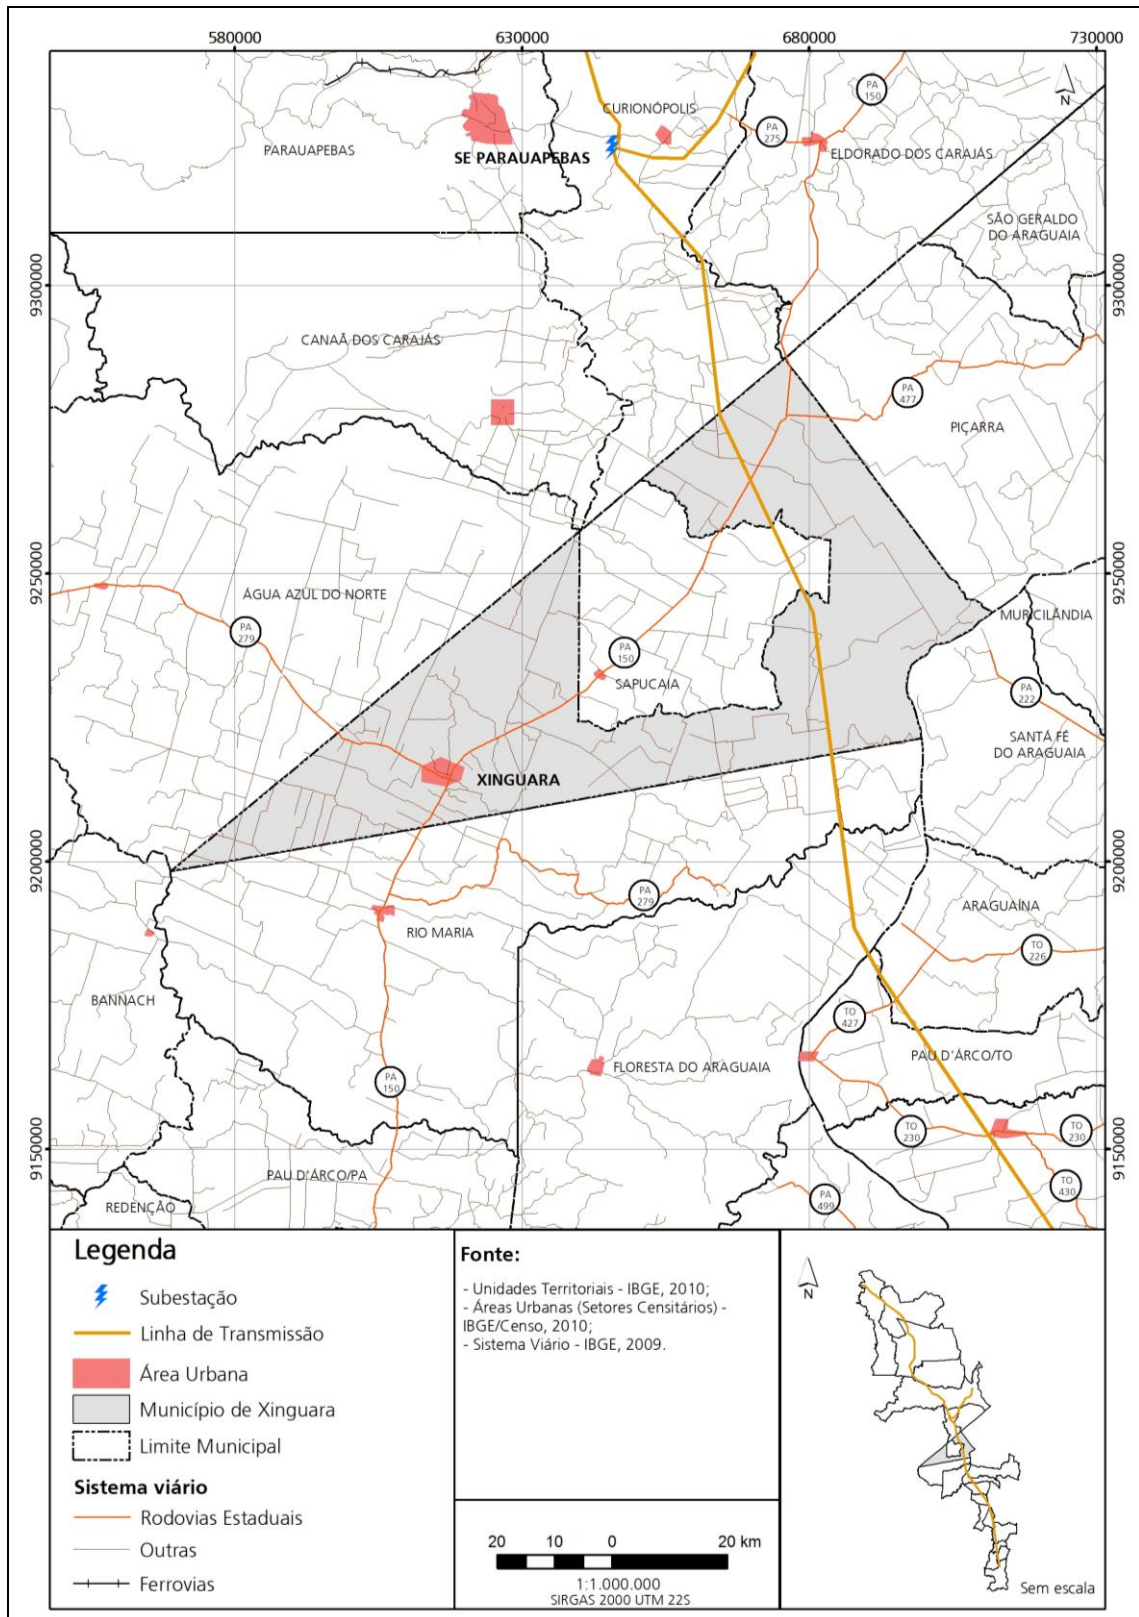 580000
630000
680000
730000
PA
150
N
CURIONÓPOLIS
PA
275
PARAUAPEBAS
SE PARAUAPEBAS
ELDORADO DOS CARAJÁS
SÃO GERALDO
DO ARAGUAIA
9300000
9300000
CANAÃ DOS CARAJÁS
PA
477
PIÇARRA
9250000
9250000
ÁGUA AZUL DO NORTE
MURICILÂNDIA
PA
279
PA
150
SAPUCAIA
PA
222
SANTA FÉ
DO ARAGUAIA
XINGUARA
9200000
9200000
PA
279
ARAGUAÍNA
RIO MARIA
TO
226
BANNACH
TO
427
PAU D'ÁRCO/TO
FLORESTA DO ARAGUAIA
PA
150
TO
230
TO
230
9150000
9150000
PAU D'ÁRCO/PA
TO
430
REDENÇÃO
PA
499
Legenda
Subestação
Linha de Transmissão
Área Urbana
Município de Xinguara
Limite Municipal
Sistema viário
Rodovias Estaduais
Outras
Ferrovias
Fonte:
- Unidades Territoriais - IBGE, 2010;
- Áreas Urbanas (Setores Censitários) -
IBGE/Censo, 2010;
- Sistema Viário - IBGE, 2009.
20 10 0 20 km
1:1.000.000
SIRGAS 2000 UTM 22S
N
Sem escala